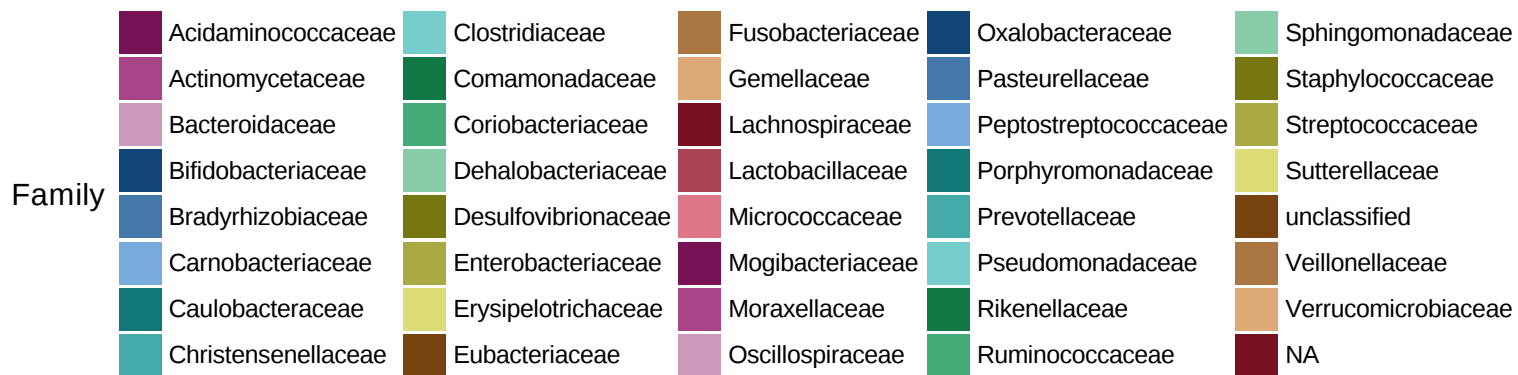 Family
Acidaminococcaceae
Actinomycetaceae
Bacteroidaceae
Bifidobacteriaceae
Bradyrhizobiaceae
Carnobacteriaceae
Caulobacteraceae
Christensenellaceae
Clostridiaceae
Comamonadaceae
Coriobacteriaceae
Dehalobacteriaceae
Desulfovibrionaceae
Enterobacteriaceae
Erysipelotrichaceae
Eubacteriaceae
Fusobacteriaceae
Gemellaceae
Lachnospiraceae
Lactobacillaceae
Micrococcaceae
Mogibacteriaceae
Moraxellaceae
Oscillospiraceae
Oxalobacteraceae
Pasteurellaceae
Peptostreptococcaceae
Porphyromonadaceae
Prevotellaceae
Pseudomonadaceae
Rikenellaceae
Ruminococcaceae
Sphingomonadaceae
Staphylococcaceae
Streptococcaceae
Sutterellaceae
unclassified
Veillonellaceae
Verrucomicrobiaceae
NA